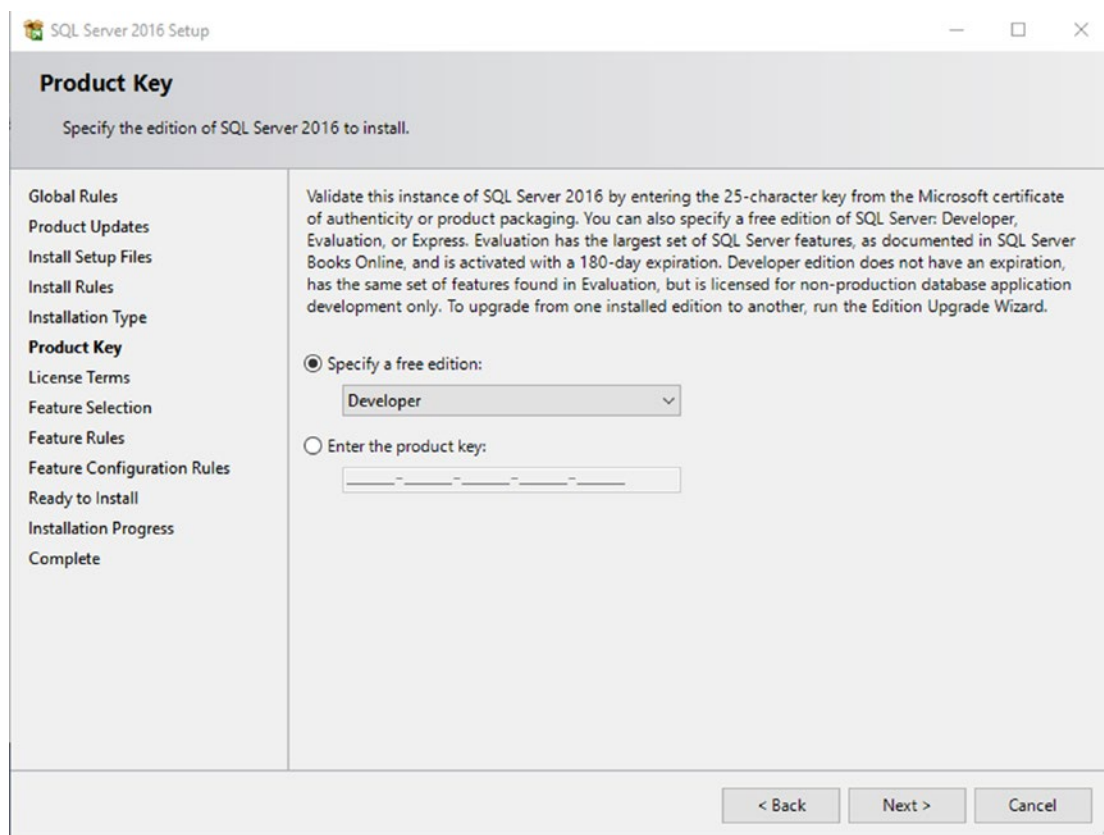 SQL Server 2016 Setup
Product Key
Specify the edition of SQL Server 2016 to install.
Global Rules
Product Updates
Install Setup Files
Install Rules
Installation Type
Product Key
License Terms
Feature Selection
Feature Rules
Feature Configuration Rules
Ready to Install
Installation Progress
Complete
Validate this instance of SQL Server 2016 by entering the 25-character key from the Microsoft certificate
of authenticity or product packaging. You can also specify a free edition of SQL Server: Developer,
Evaluation, or Express. Evaluation has the largest set of SQL Server features, as documented in SQL Server
Books Online, and is activated with a 180-day expiration. Developer edition does not have an expiration,
has the same set of features found in Evaluation, but is licensed for non-production database application
development only. To upgrade from one installed edition to another, run the Edition Upgrade Wizard.
Specify a free edition:
Developer
Enter the product key:
_____-_____-_____-_____-_____
< Back
Next >
Cancel